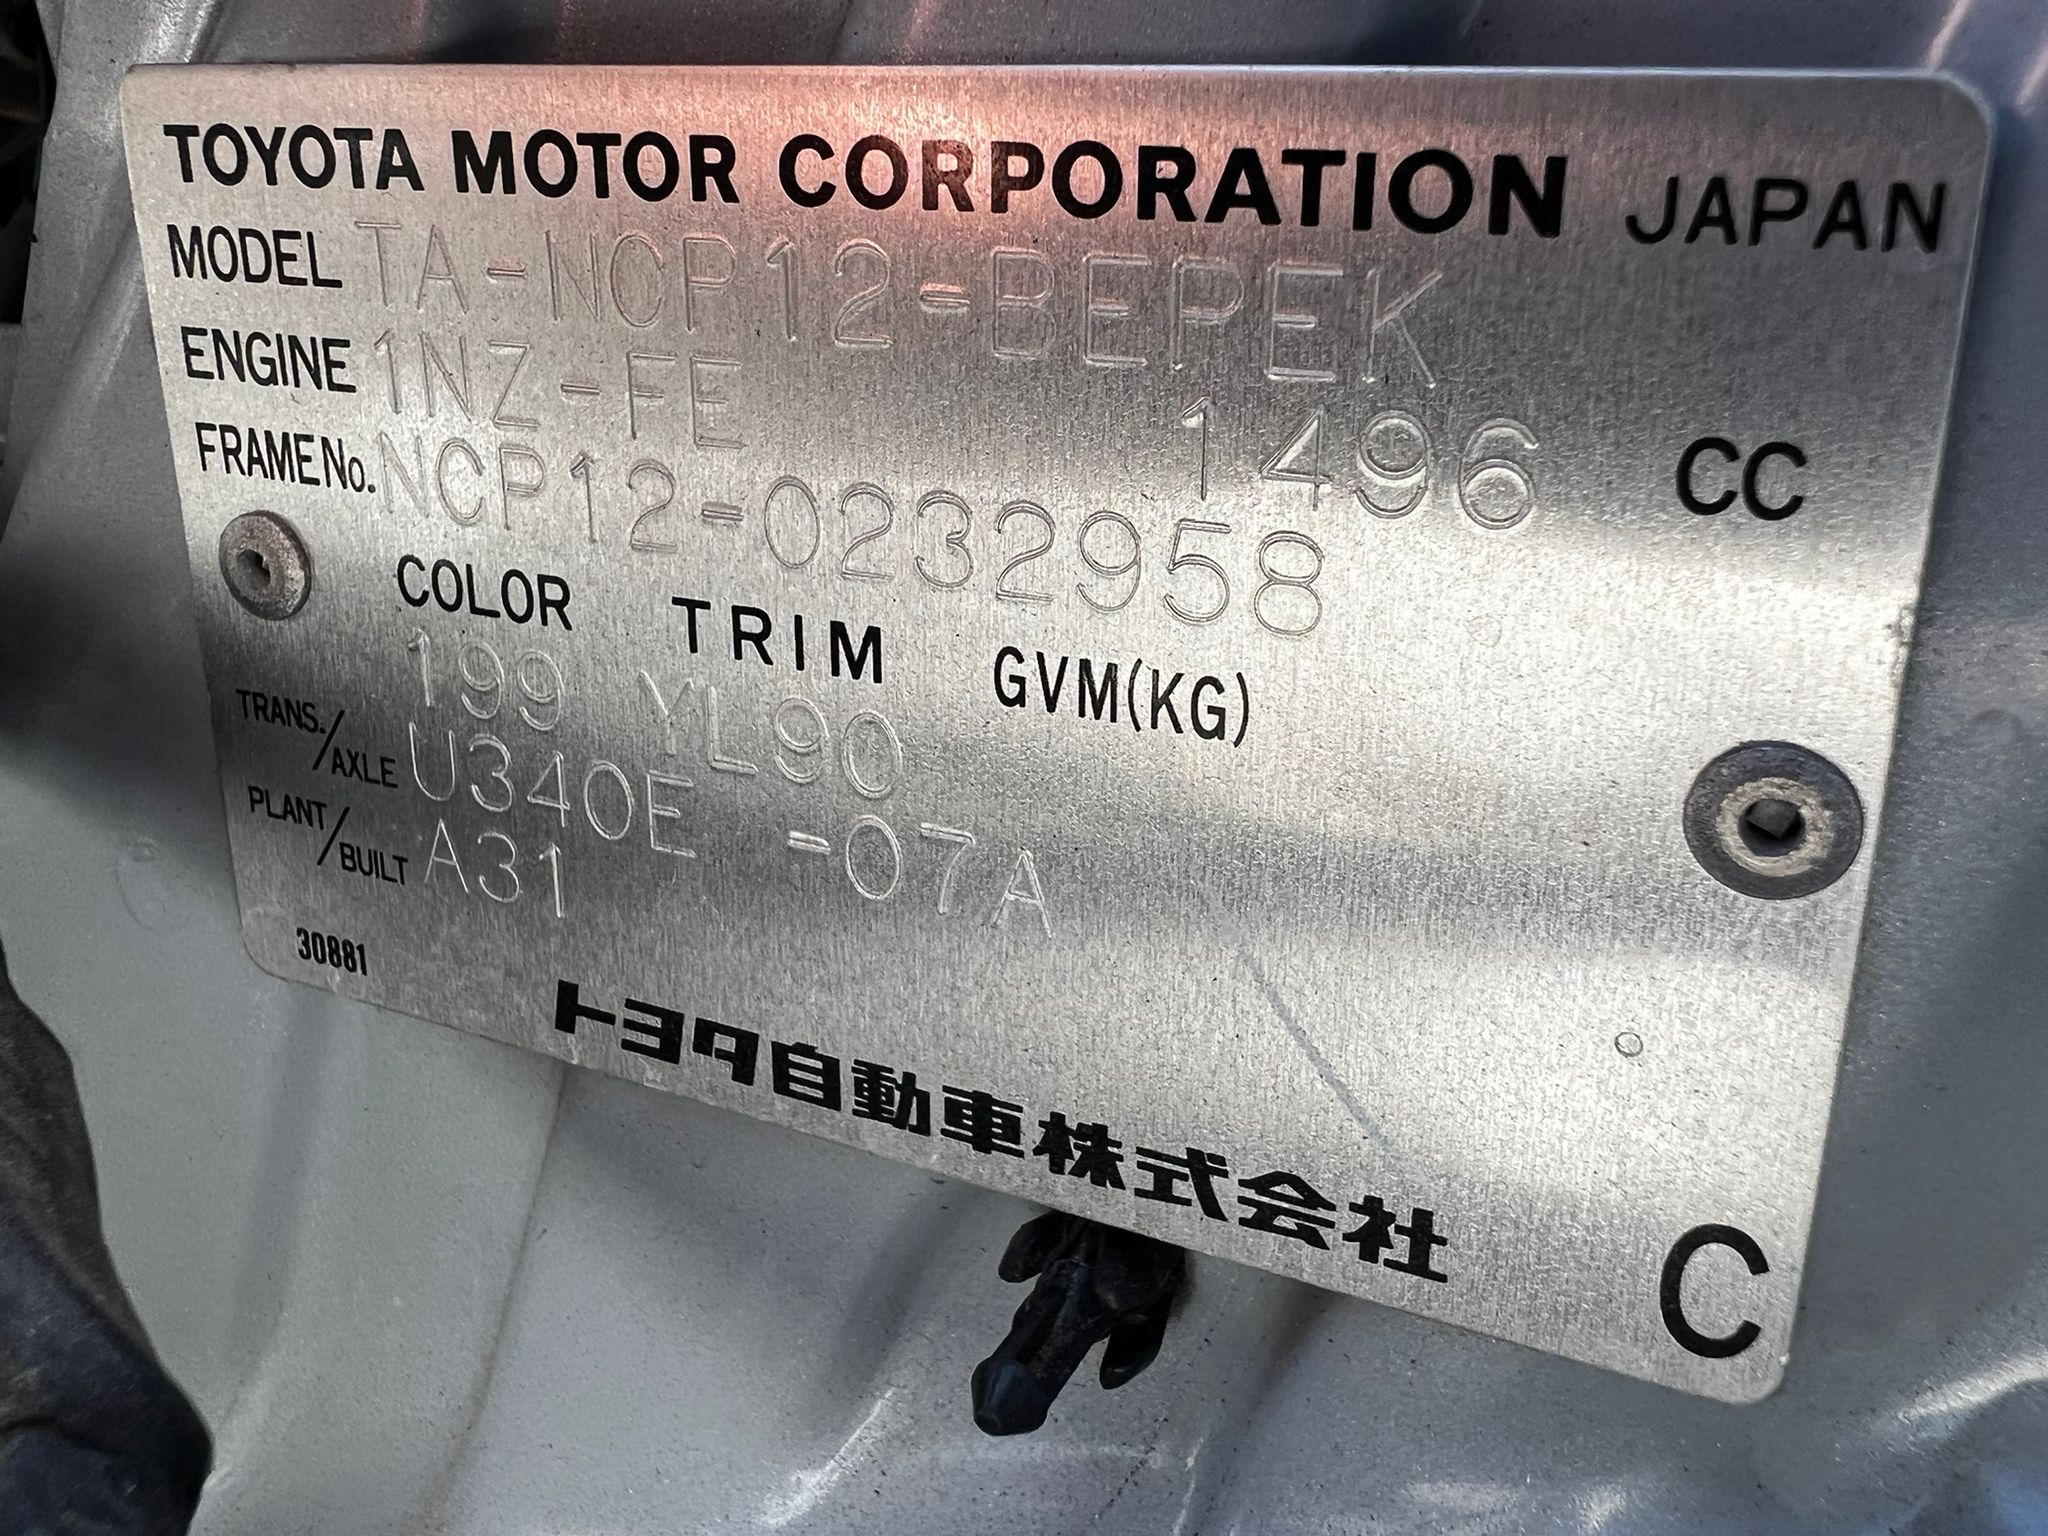 TOYOTA MOTOR CORPORATION JAPAN
MODEL TA-NCP12-BEPEK
ENGINE 1NZ-FE 1496 CC
FRAME No. NCP12-0232958
COLOR TRIM GVM(KG)
199 YL90
TRANS./AXLE U340E -07A
PLANT/BUILT A31
30881
トヨタ自動車株式会社
C